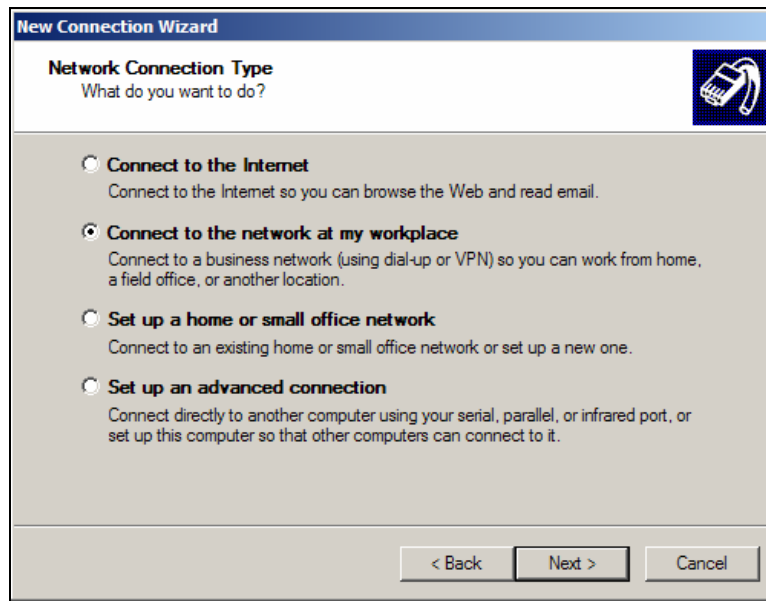 New Connection Wizard
Network Connection Type
What do you want to do?
Connect to the Internet
Connect to the Internet so you can browse the Web and read email.
Connect to the network at my workplace
Connect to a business network (using dial-up or VPN) so you can work from home,
a field office, or another location.
Set up a home or small office network
Connect to an existing home or small office network or set up a new one.
Set up an advanced connection
Connect directly to another computer using your serial, parallel, or infrared port, or
set up this computer so that other computers can connect to it.
< Back Next > Cancel